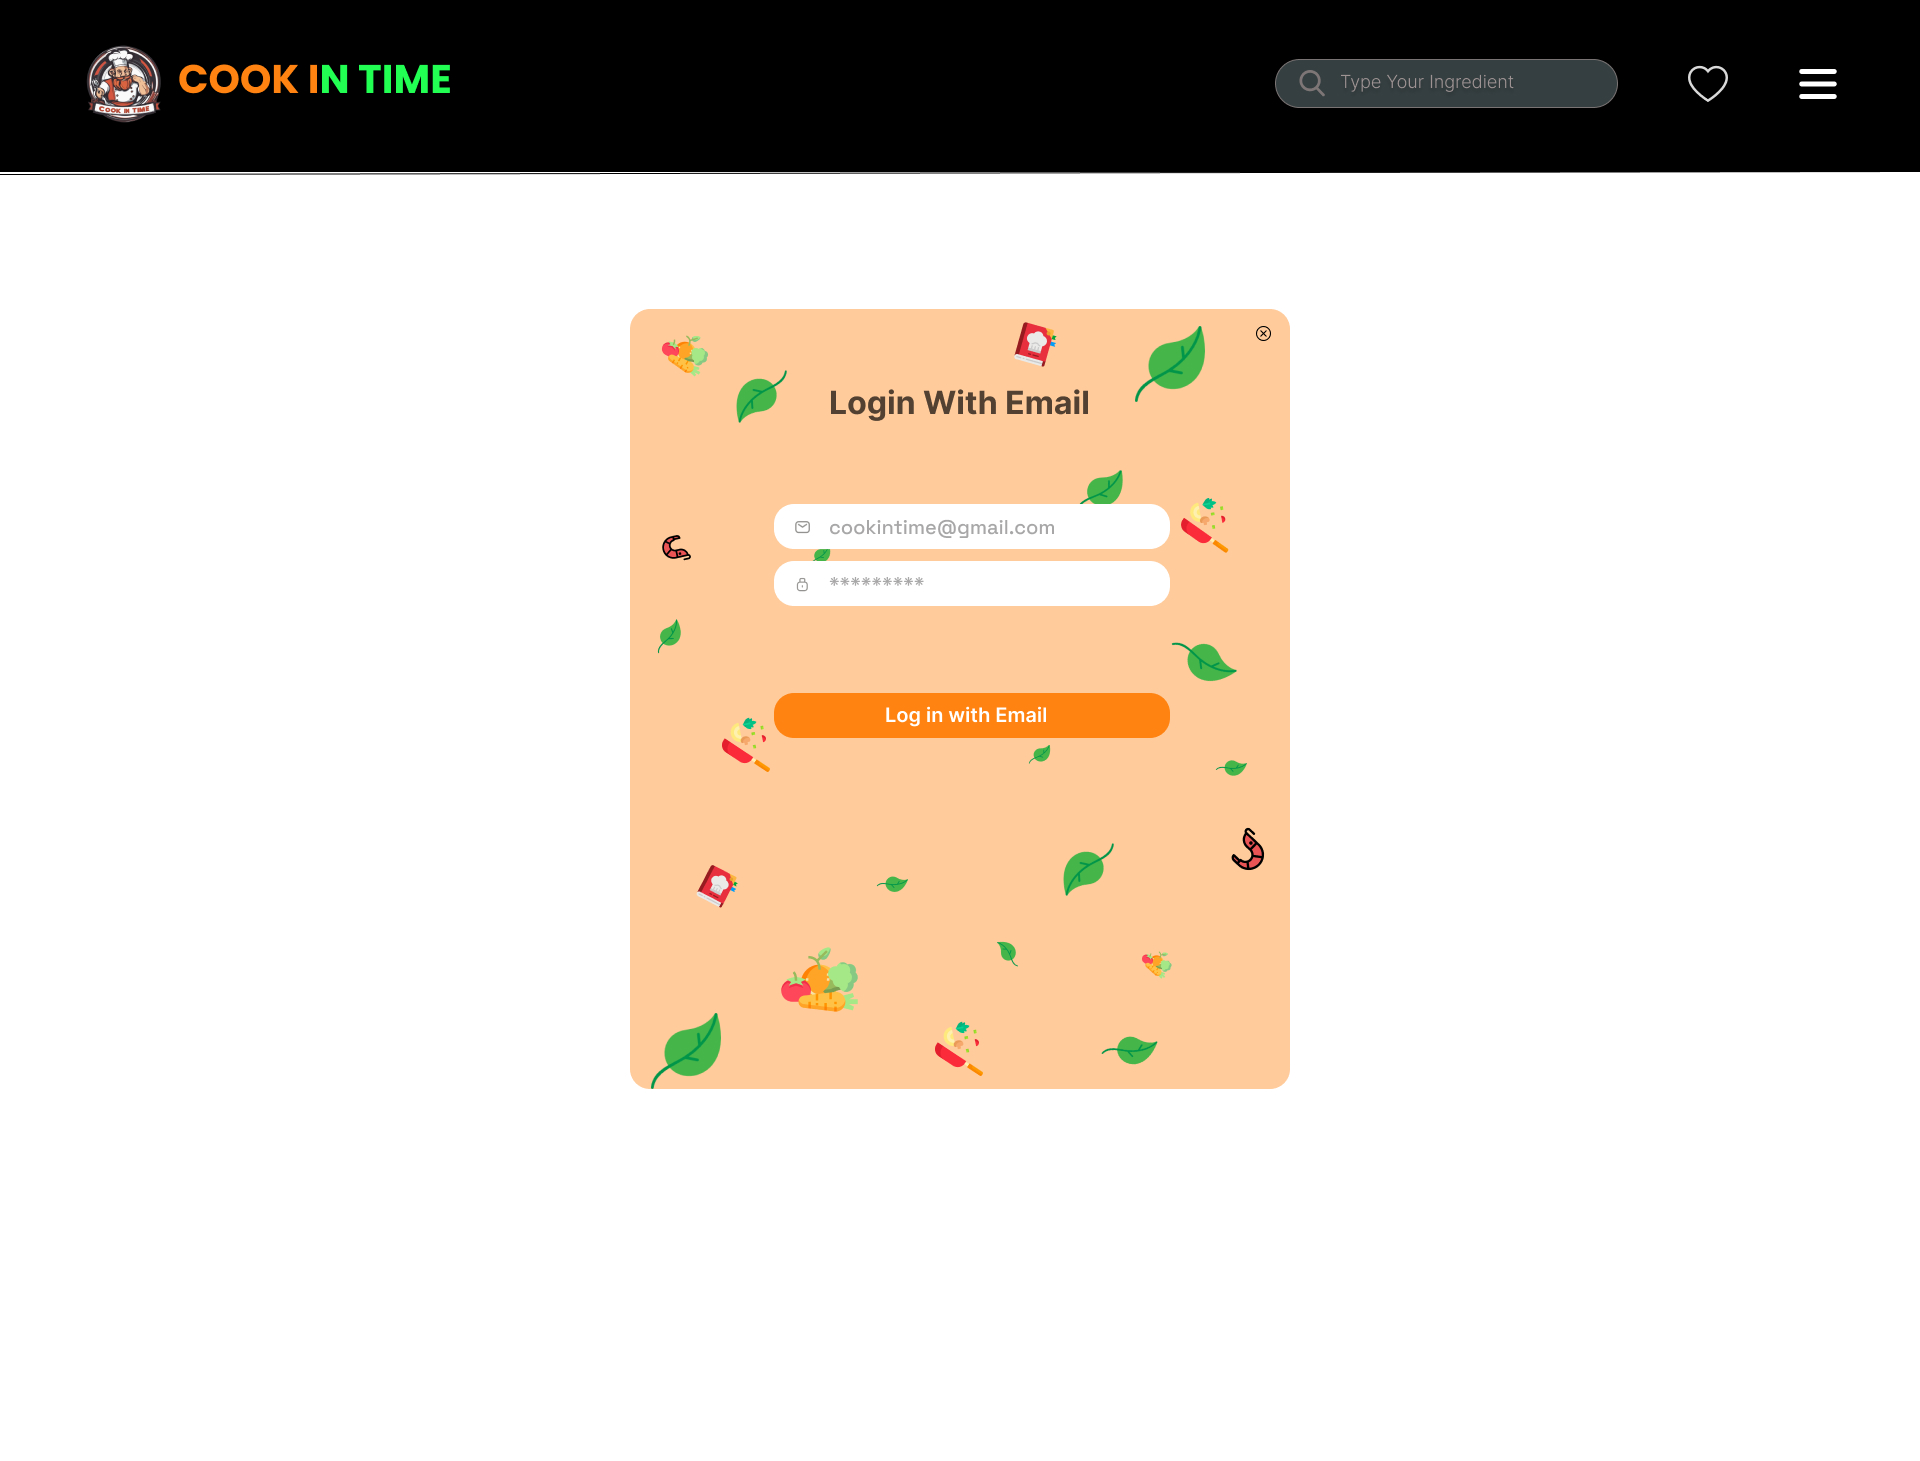 COOK IN TIME
COOK IN TIME
Type Your Ingredient
Login With Email
cookintime@gmail.com
*********
Log in with Email